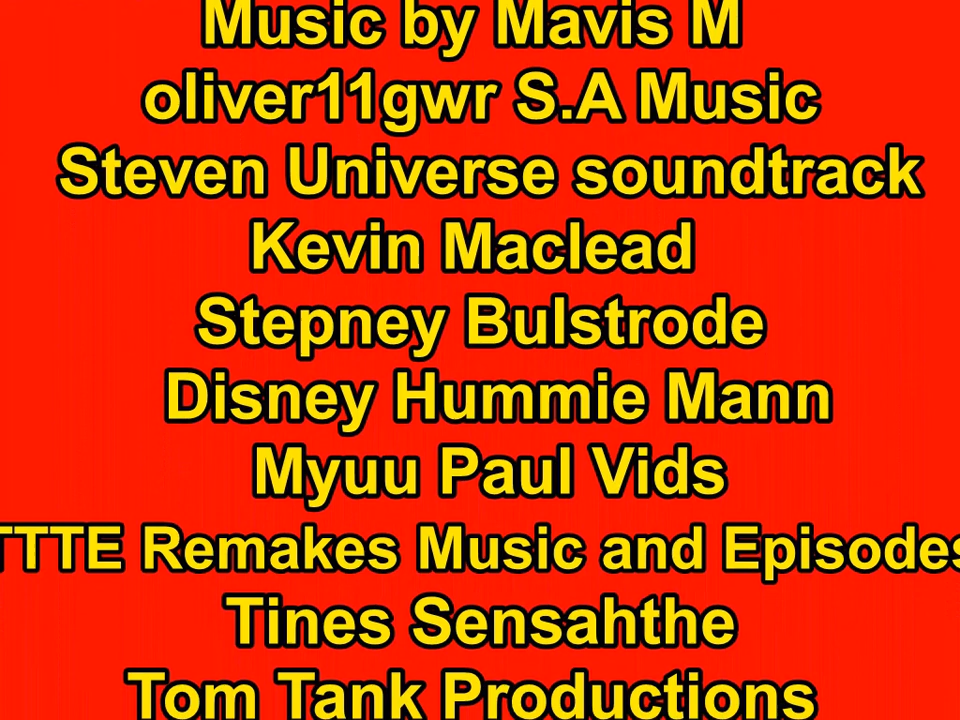 Music by Mavis M
oliver11gwr S.A Music
Steven Universe soundtrack
Kevin Maclead
Stepney Bulstrode
Disney Hummie Mann
Myuu Paul Vids
TTTE Remakes Music and Episodes
Tines Sensahthe
Tom Tank Productions